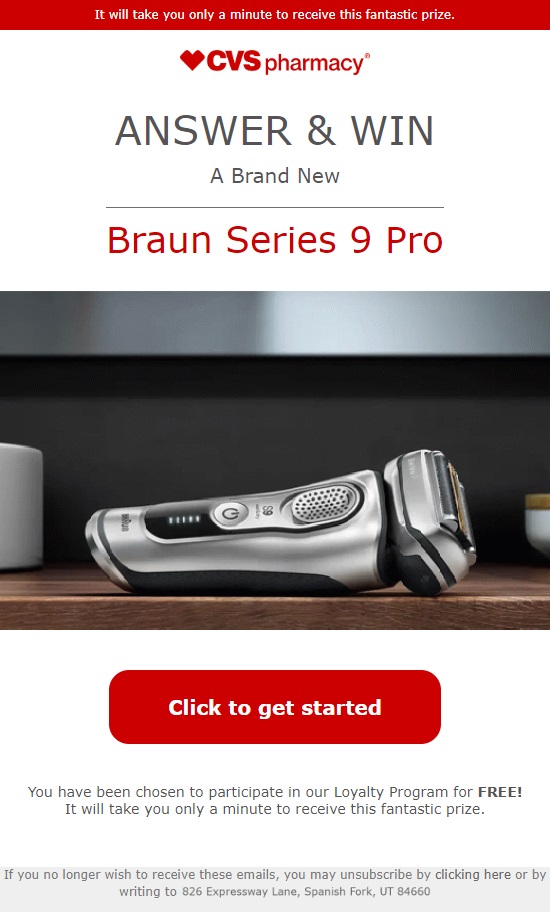 It will take you only a minute to receive this fantastic prize.
CVS pharmacy®
ANSWER & WIN
A Brand New
Braun Series 9 Pro
BRAUN
S9
Click to get started
You have been chosen to participate in our Loyalty Program for FREE!
It will take you only a minute to receive this fantastic prize.
If you no longer wish to receive these emails, you may unsubscribe by clicking here or by
writing to 826 Expressway Lane, Spanish Fork, UT 84660